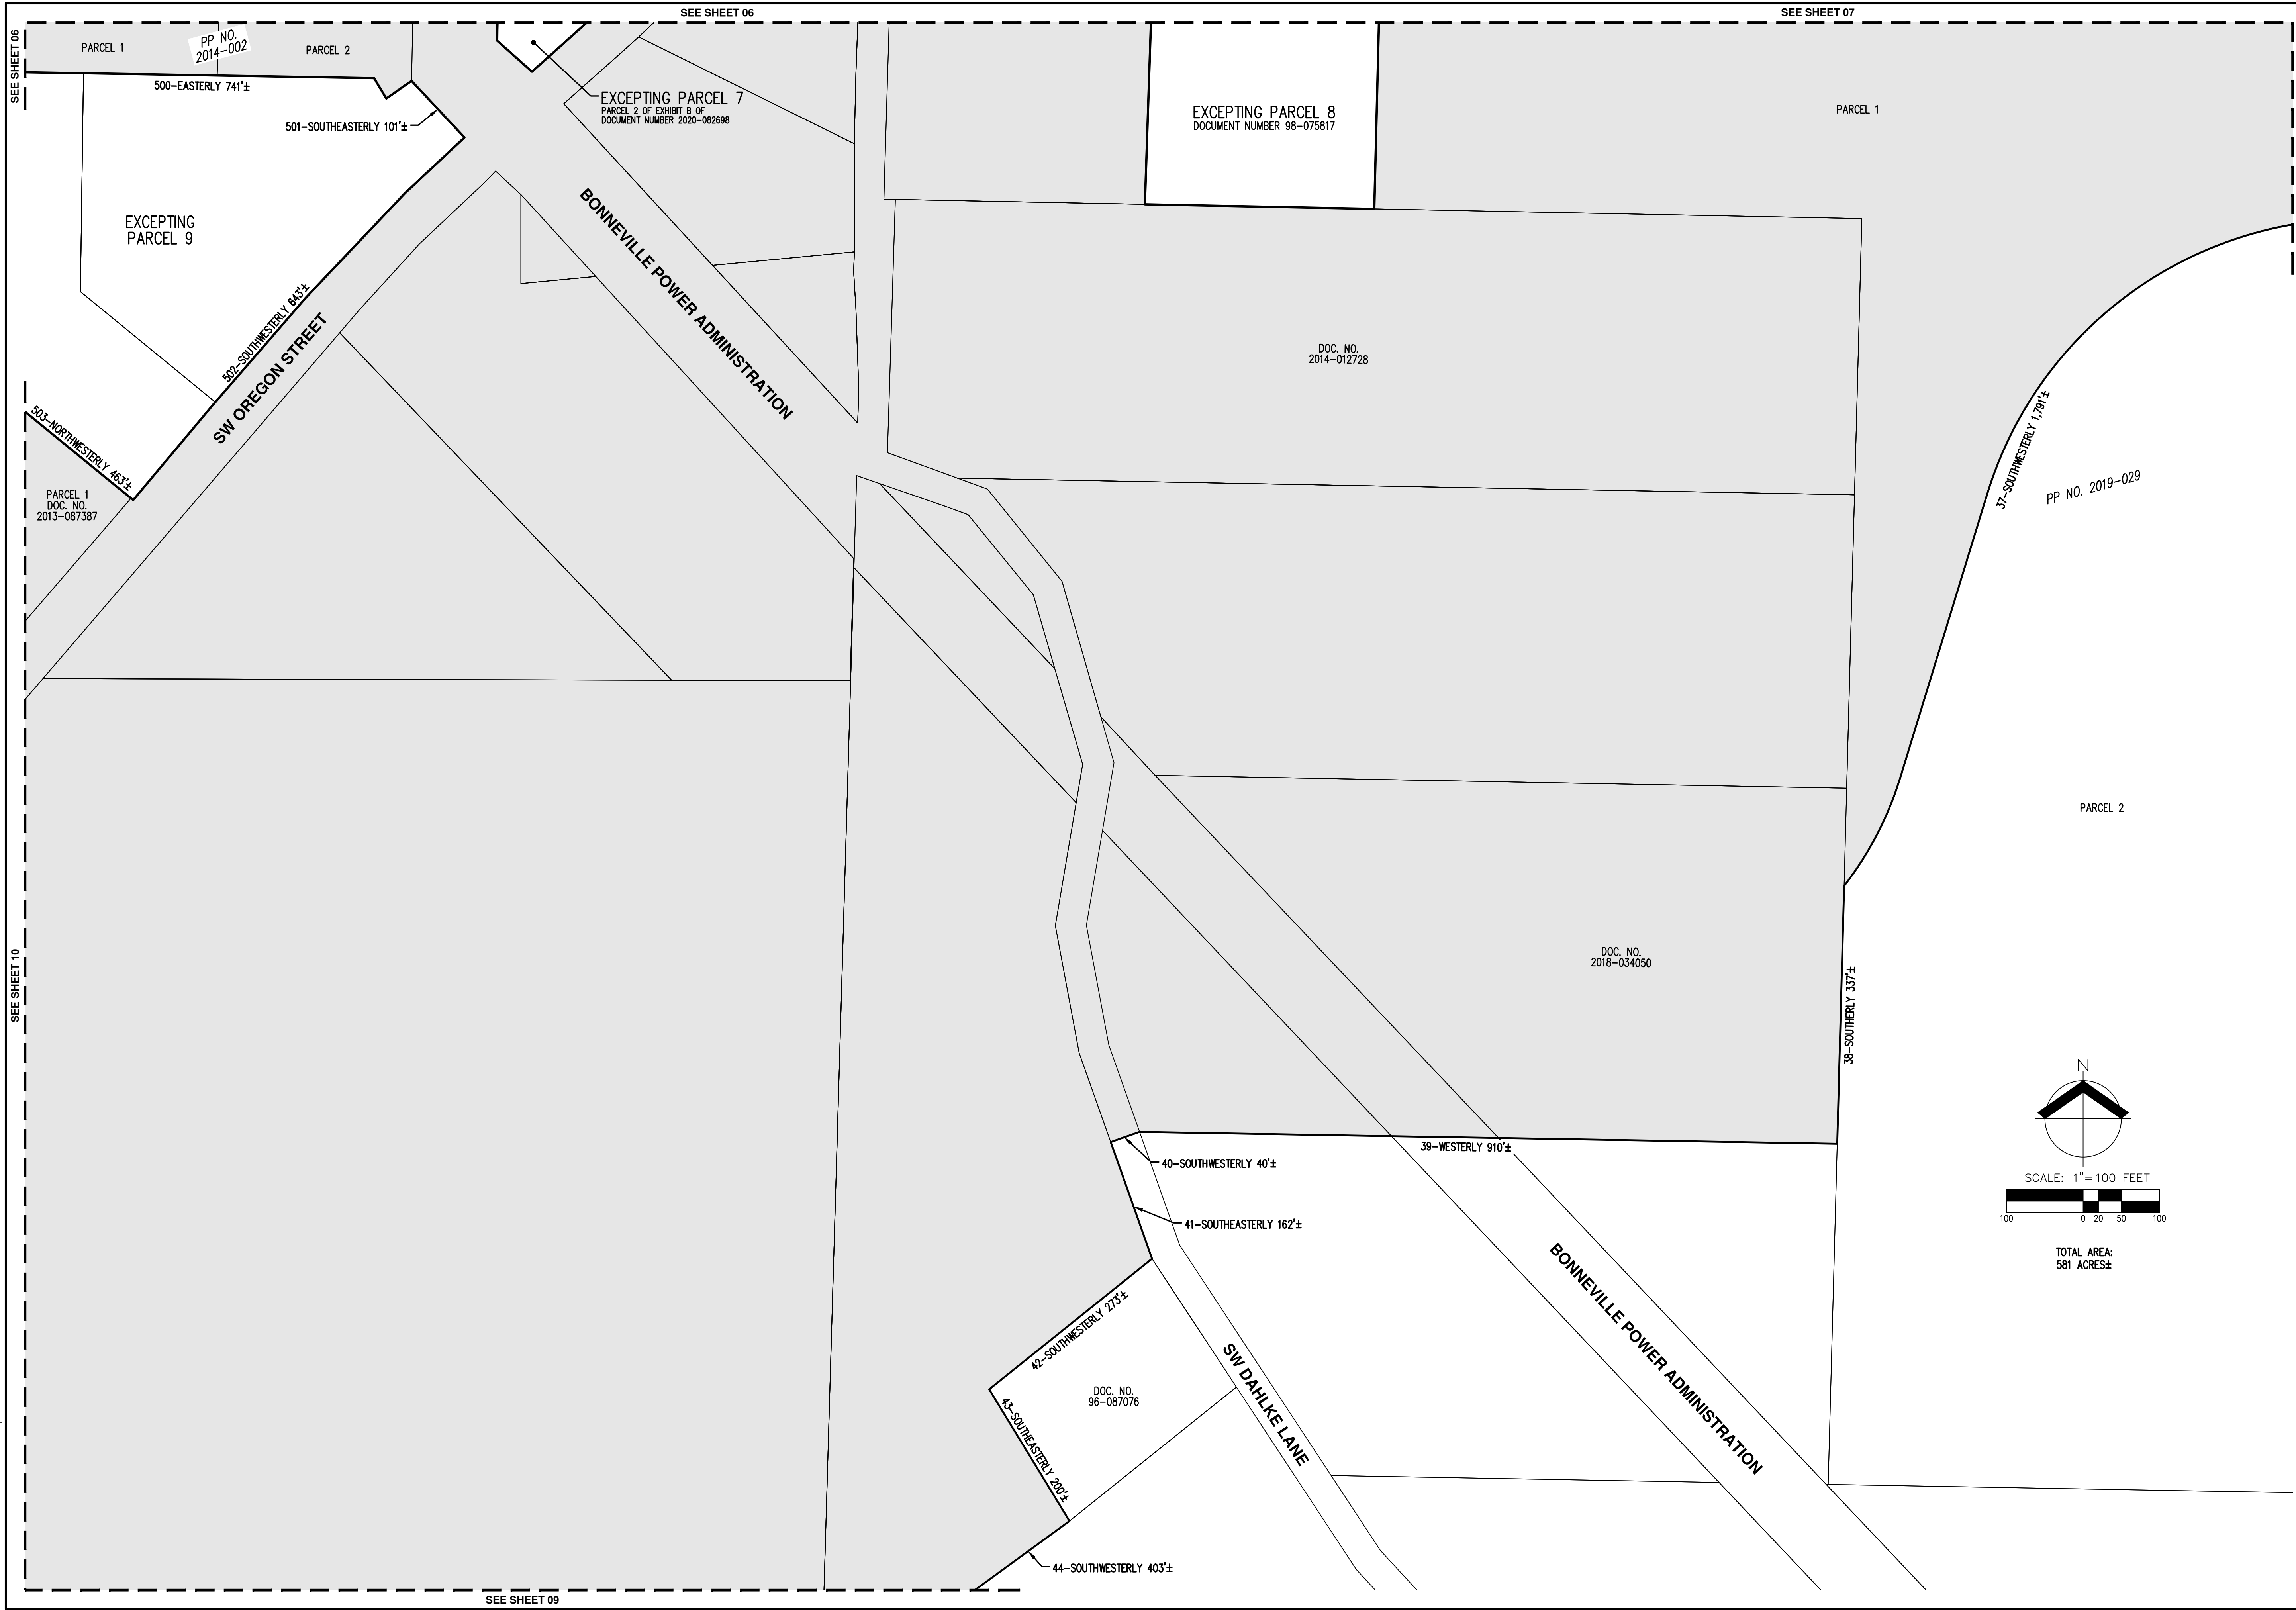 SEE SHEET 06
SEE SHEET 07
SEE SHEET 06
PARCEL 1
PP NO.
2014-002
PARCEL 2
500-EASTERLY 741'±
501-SOUTHEASTERLY 101'±
EXCEPTING PARCEL 7
PARCEL 2 OF EXHIBIT B OF
DOCUMENT NUMBER 2020-082698
EXCEPTING PARCEL 8
DOCUMENT NUMBER 98-075817
PARCEL 1
EXCEPTING
PARCEL 9
BONNEVILLE POWER ADMINISTRATION
502-SOUTHWESTERLY 643'±
SW OREGON STREET
DOC. NO.
2014-012728
503-NORTHWESTERLY 463'±
PARCEL 1
DOC. NO.
2013-087387
37-SOUTHWESTERLY 1,791'±
PP NO. 2019-029
PARCEL 2
SEE SHEET 10
DOC. NO.
2018-034050
38-SOUTHERLY 337'±
39-WESTERLY 910'±
40-SOUTHWESTERLY 40'±
41-SOUTHEASTERLY 162'±
N
SCALE: 1"=100 FEET
100 0 20 50 100
TOTAL AREA:
581 ACRES±
42-SOUTHWESTERLY 273'±
DOC. NO.
96-087076
43-SOUTHEASTERLY 200'±
SW DAHLKE LANE
BONNEVILLE POWER ADMINISTRATION
44-SOUTHWESTERLY 403'±
SEE SHEET 09